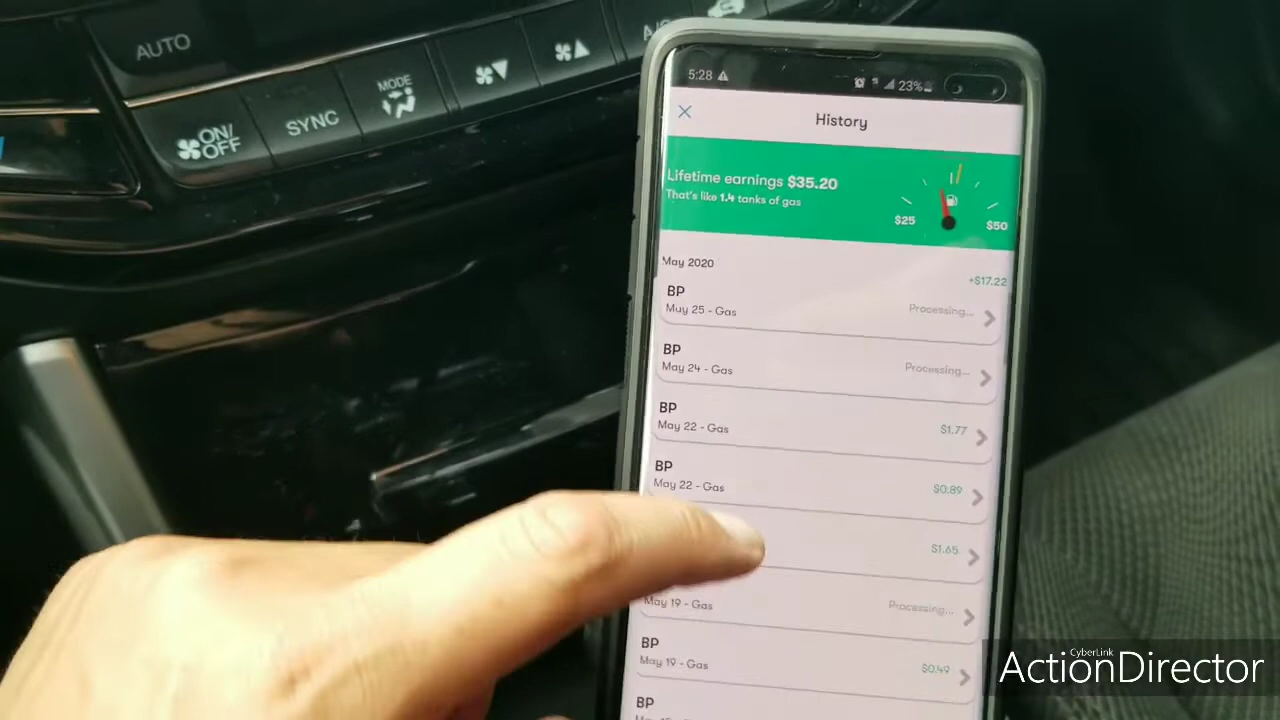 AUTO
ON/
OFF
SYNC
MODE
A/C
5:28
23%
History
Lifetime earnings $35.20
That's like 1.4 tanks of gas
$25
$50
May 2020
+$17.22
BP
May 25 - Gas
Processing...
BP
May 24 - Gas
Processing...
BP
May 22 - Gas
$1.77
BP
May 22 - Gas
$0.89
$1.65
May 19 - Gas
Processing...
BP
May 19 - Gas
$0.49
BP
CyberLink
ActionDirector